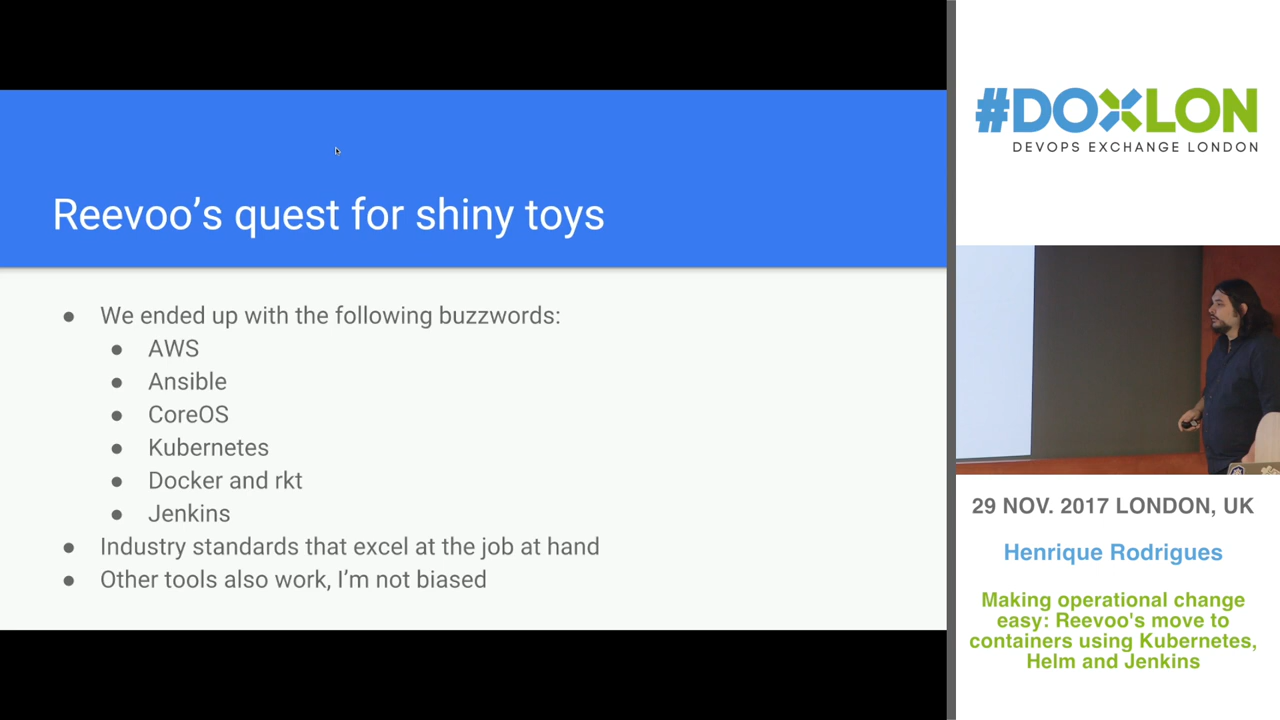 Reevoo’s quest for shiny toys
● We ended up with the following buzzwords:
● AWS
● Ansible
● CoreOS
● Kubernetes
● Docker and rkt
● Jenkins
● Industry standards that excel at the job at hand
● Other tools also work, I’m not biased
#DOXLON
DEVOPS EXCHANGE LONDON
29 NOV. 2017 LONDON, UK
Henrique Rodrigues
Making operational change
easy: Reevoo's move to
containers using Kubernetes,
Helm and Jenkins